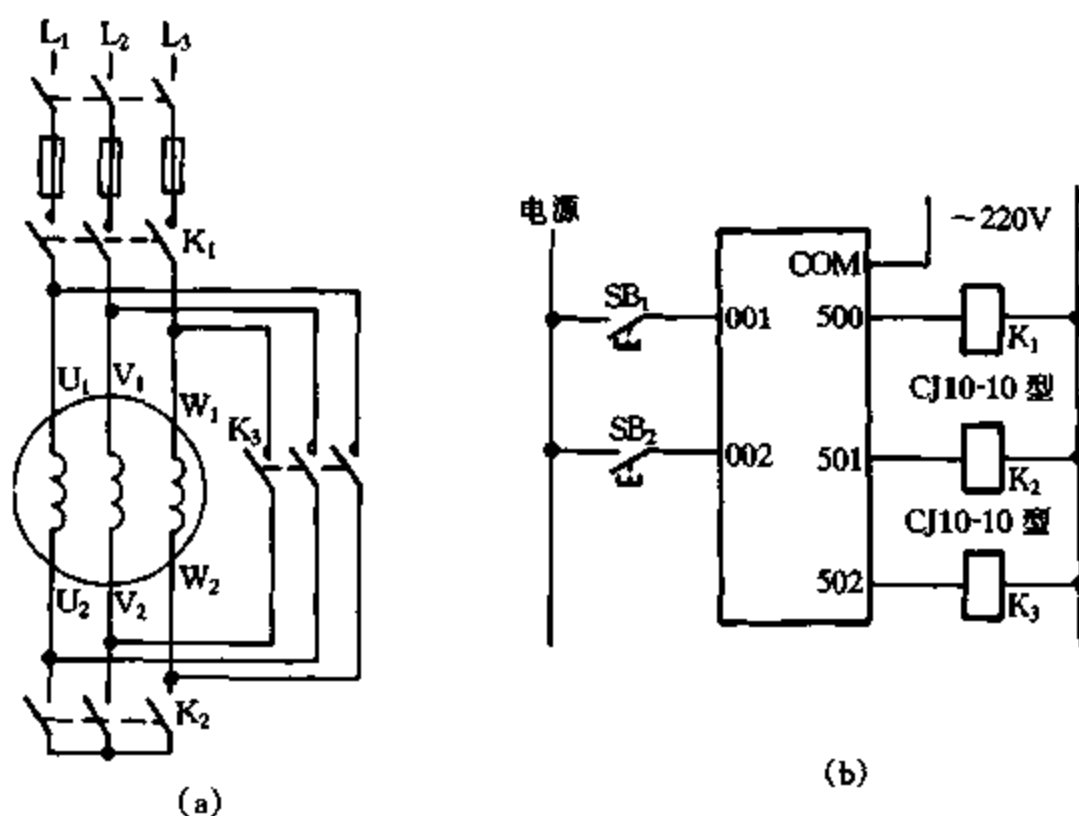 L₁ L₂ L₃
K₁
U₁ V₁ W₁
K₃
U₂ V₂ W₂
K₂
(a)
电源
~220V
COM
SB₁ 001 500 K₁
CJ10-10 型
SB₂ 002 501 K₂
CJ10-10 型
502 K₃
(b)